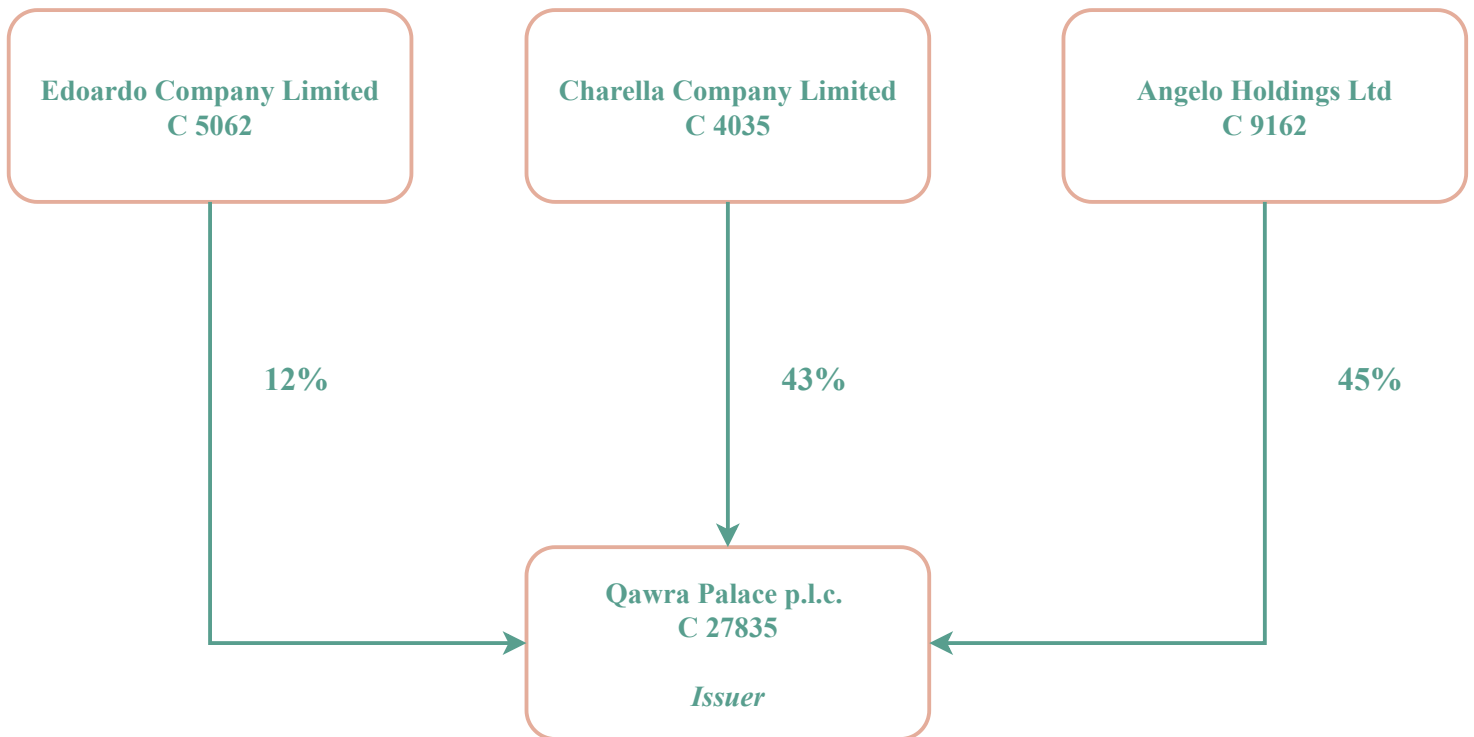 Edoardo Company Limited
C 5062
Charella Company Limited
C 4035
Angelo Holdings Ltd
C 9162
12%
43%
45%
Qawra Palace p.l.c.
C 27835
Issuer